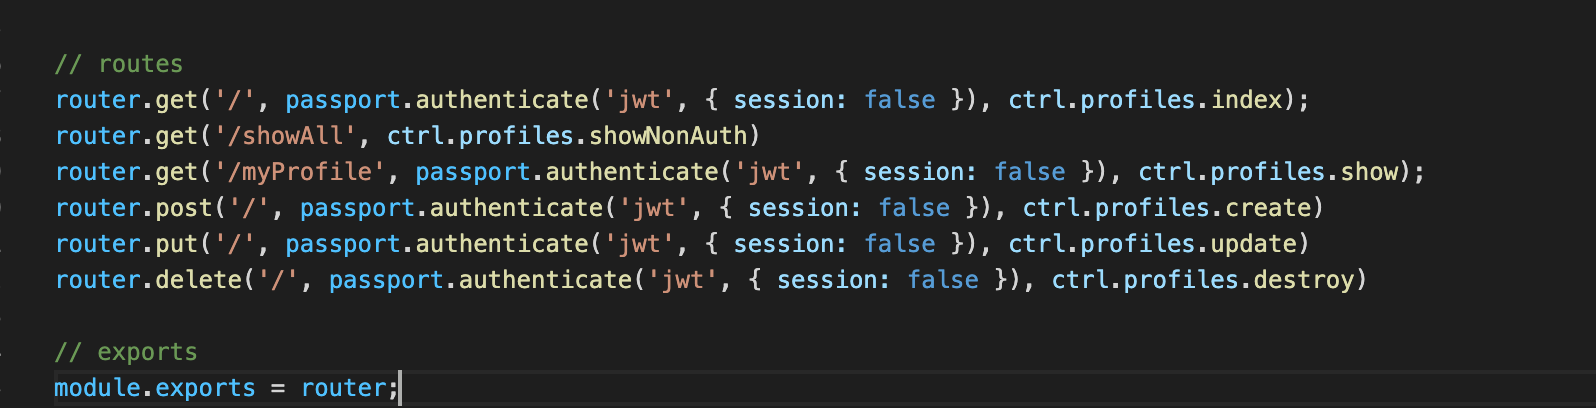 // routes
router.get('/', passport.authenticate('jwt', { session: false }), ctrl.profiles.index);
router.get('/showAll', ctrl.profiles.showNonAuth)
router.get('/myProfile', passport.authenticate('jwt', { session: false }), ctrl.profiles.show);
router.post('/', passport.authenticate('jwt', { session: false }), ctrl.profiles.create)
router.put('/', passport.authenticate('jwt', { session: false }), ctrl.profiles.update)
router.delete('/', passport.authenticate('jwt', { session: false }), ctrl.profiles.destroy)
// exports
module.exports = router;